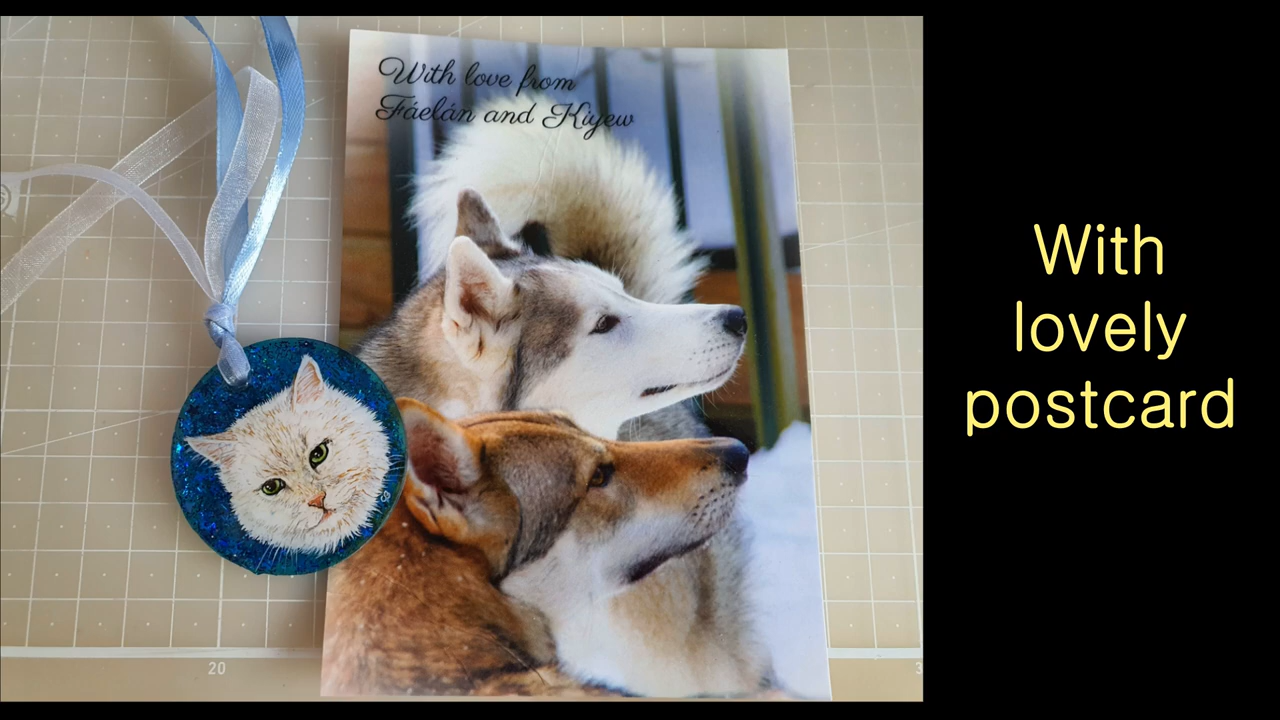 With love from
Fáelán and Kiyew
With
lovely
postcard
20